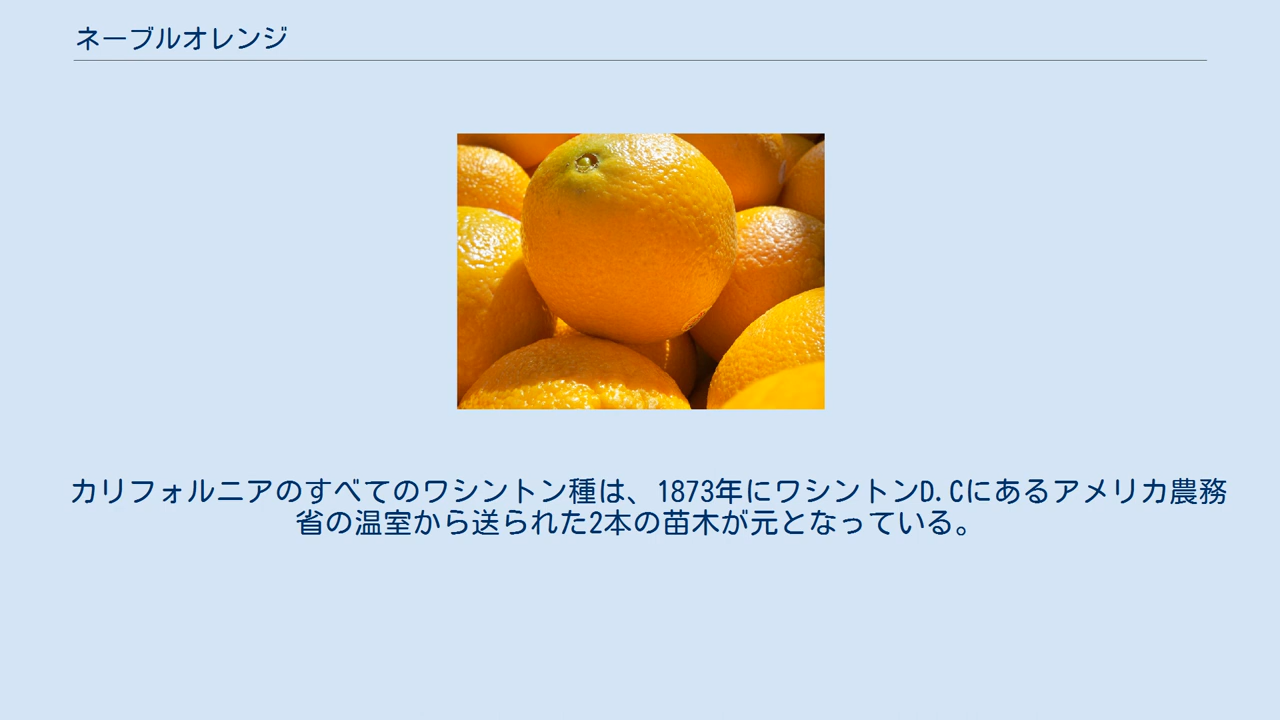 ネーブルオレンジ
カリフォルニアのすべてのワシントン種は、1873年にワシントンD.Cにあるアメリカ農務
省の温室から送られた2本の苗木が元となっている。